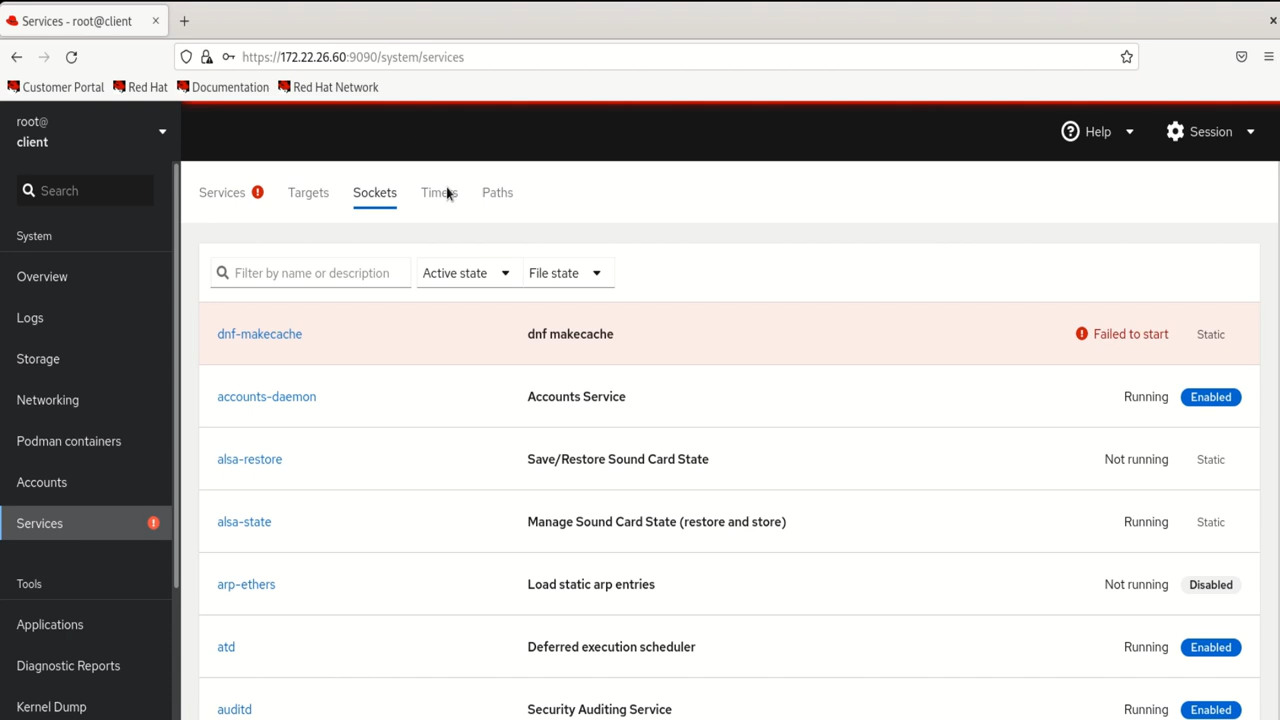 Services - root@client
https://172.22.26.60:9090/system/services
Customer Portal Red Hat Documentation Red Hat Network
root@
client
Help Session
Search
System
Overview
Logs
Storage
Networking
Podman containers
Accounts
Services
Tools
Applications
Diagnostic Reports
Kernel Dump
Services Targets Sockets Timers Paths
Filter by name or description Active state File state
dnf-makecache dnf makecache Failed to start Static
accounts-daemon Accounts Service Running Enabled
alsa-restore Save/Restore Sound Card State Not running Static
alsa-state Manage Sound Card State (restore and store) Running Static
arp-ethers Load static arp entries Not running Disabled
atd Deferred execution scheduler Running Enabled
auditd Security Auditing Service Running Enabled